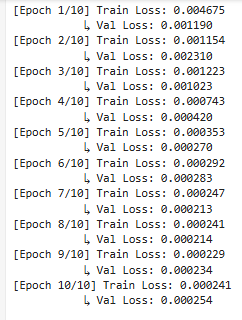 [Epoch 1/10] Train Loss: 0.004675
↳ Val Loss: 0.001190
[Epoch 2/10] Train Loss: 0.001154
↳ Val Loss: 0.002310
[Epoch 3/10] Train Loss: 0.001223
↳ Val Loss: 0.001023
[Epoch 4/10] Train Loss: 0.000743
↳ Val Loss: 0.000420
[Epoch 5/10] Train Loss: 0.000353
↳ Val Loss: 0.000270
[Epoch 6/10] Train Loss: 0.000292
↳ Val Loss: 0.000283
[Epoch 7/10] Train Loss: 0.000247
↳ Val Loss: 0.000213
[Epoch 8/10] Train Loss: 0.000241
↳ Val Loss: 0.000214
[Epoch 9/10] Train Loss: 0.000229
↳ Val Loss: 0.000234
[Epoch 10/10] Train Loss: 0.000241
↳ Val Loss: 0.000254